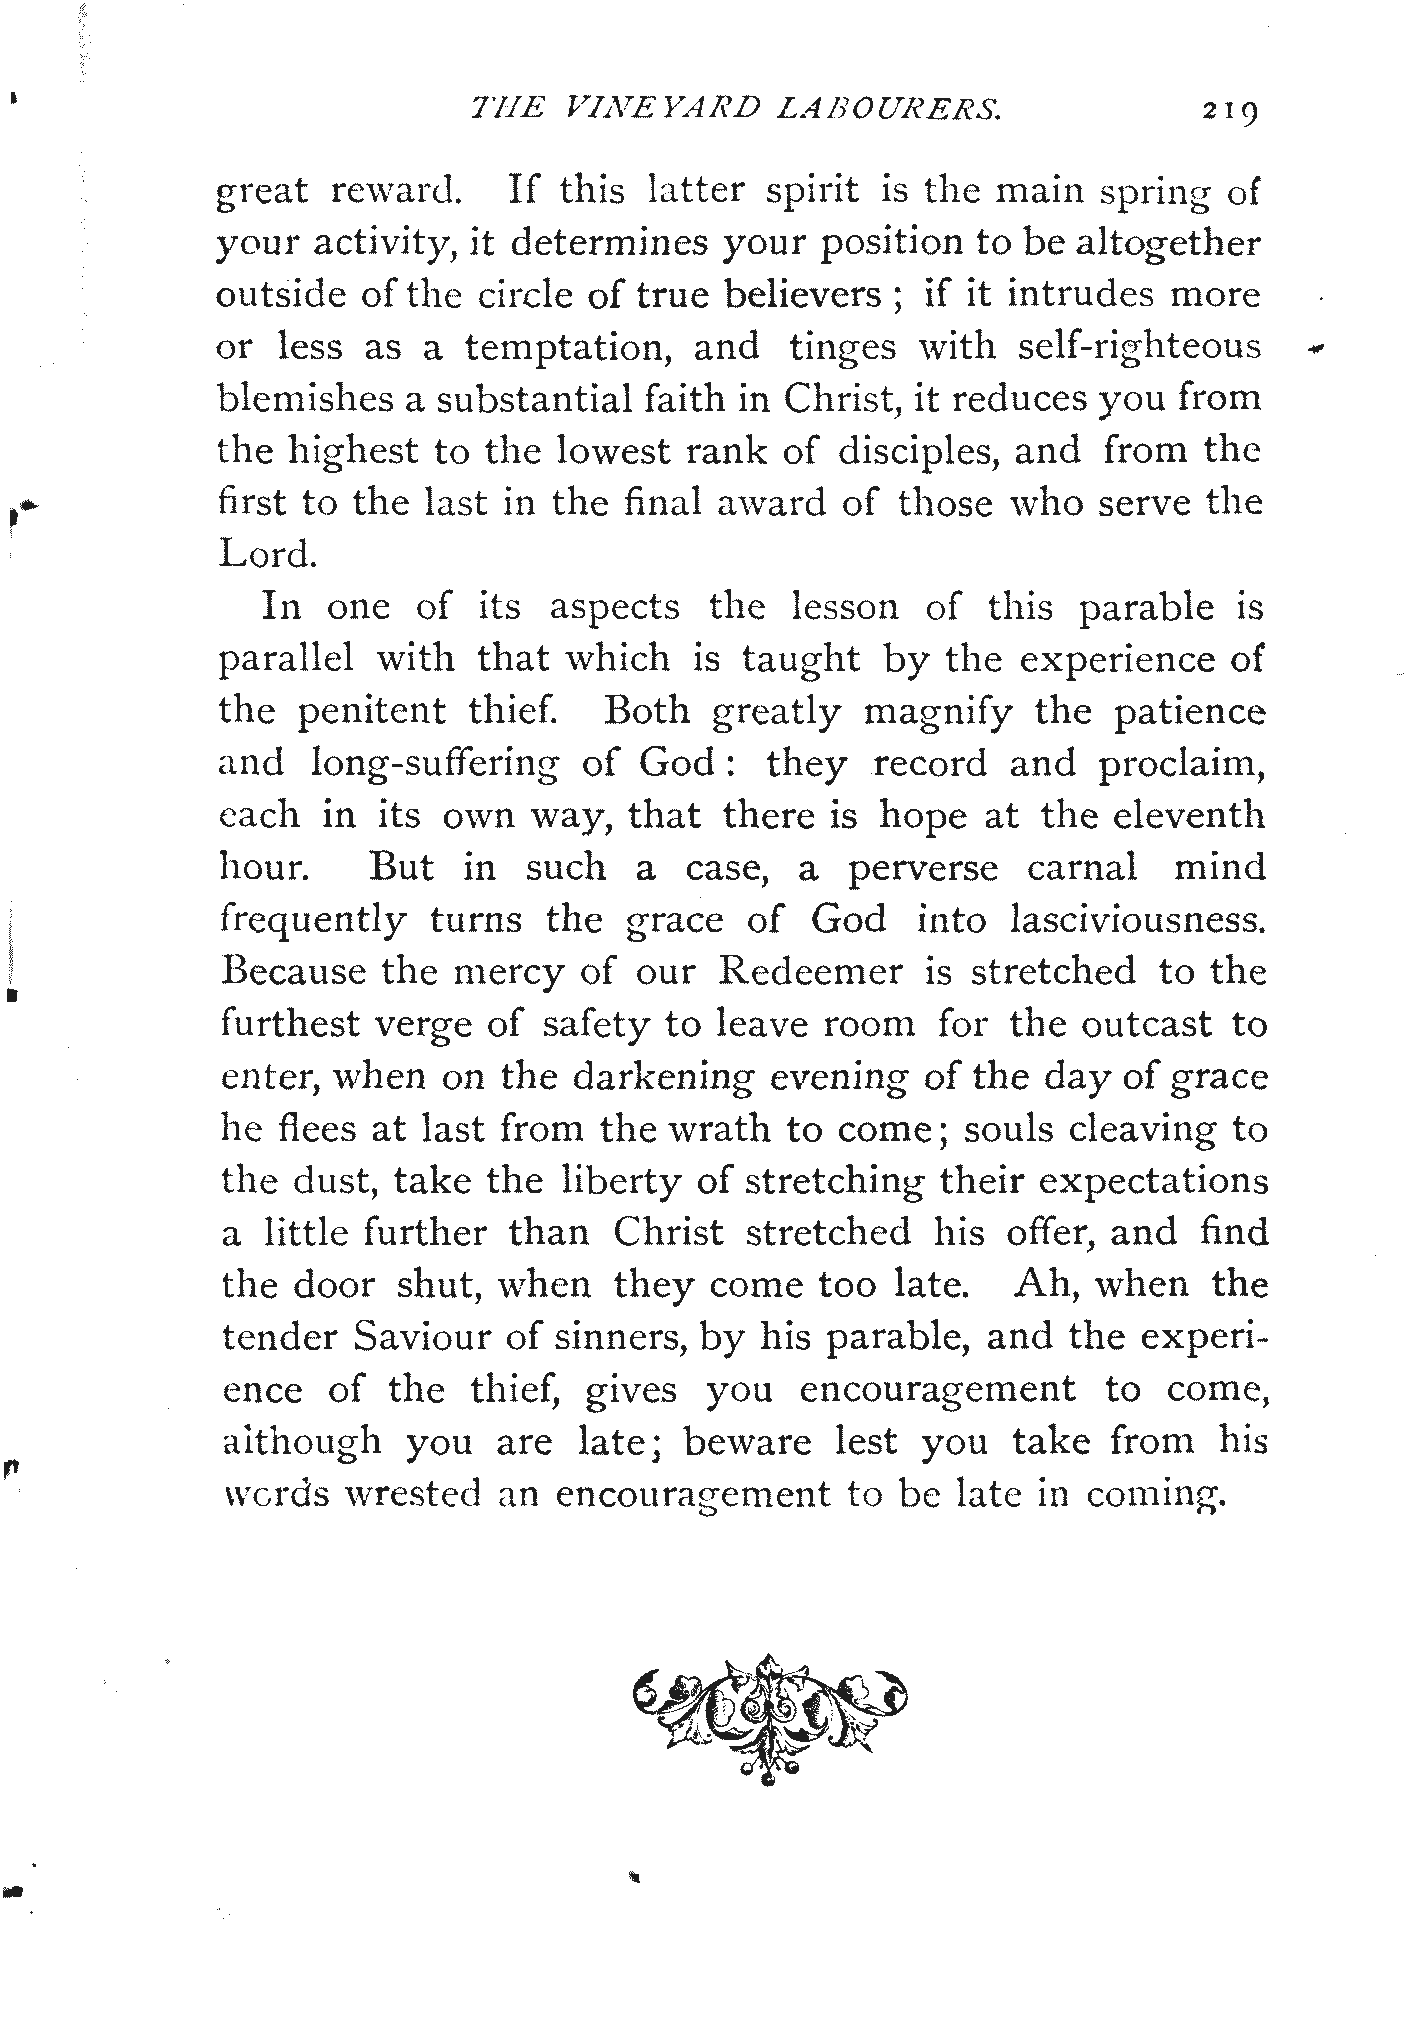 THE VINEYARD LABOURERS. 219
great reward. If this latter spirit is the main spring of
your activity, it determines your position to be altogether
outside of the circle of true believers ; if it intrudes more
or less as a temptation, and tinges with self-righteous
blemishes a substantial faith in Christ, it reduces you from
the highest to the lowest rank of disciples, and from the
first to the last in the final award of those who serve the
Lord.
In one of its aspects the lesson of this parable is
parallel with that which is taught by the experience of
the penitent thief. Both greatly magnify the patience
and long-suffering of God : they record and proclaim,
each in its own way, that there is hope at the eleventh
hour. But in such a case, a perverse carnal mind
frequently turns the grace of God into lasciviousness.
Because the mercy of our Redeemer is stretched to the
furthest verge of safety to leave room for the outcast to
enter, when on the darkening evening of the day of grace
he flees at last from the wrath to come; souls cleaving to
the dust, take the liberty of stretching their expectations
a little further than Christ stretched his offer, and find
the door shut, when they come too late. Ah, when the
tender Saviour of sinners, by his parable, and the experi-
ence of the thief, gives you encouragement to come,
although you are late; beware lest you take from his
words wrested an encouragement to be late in coming.